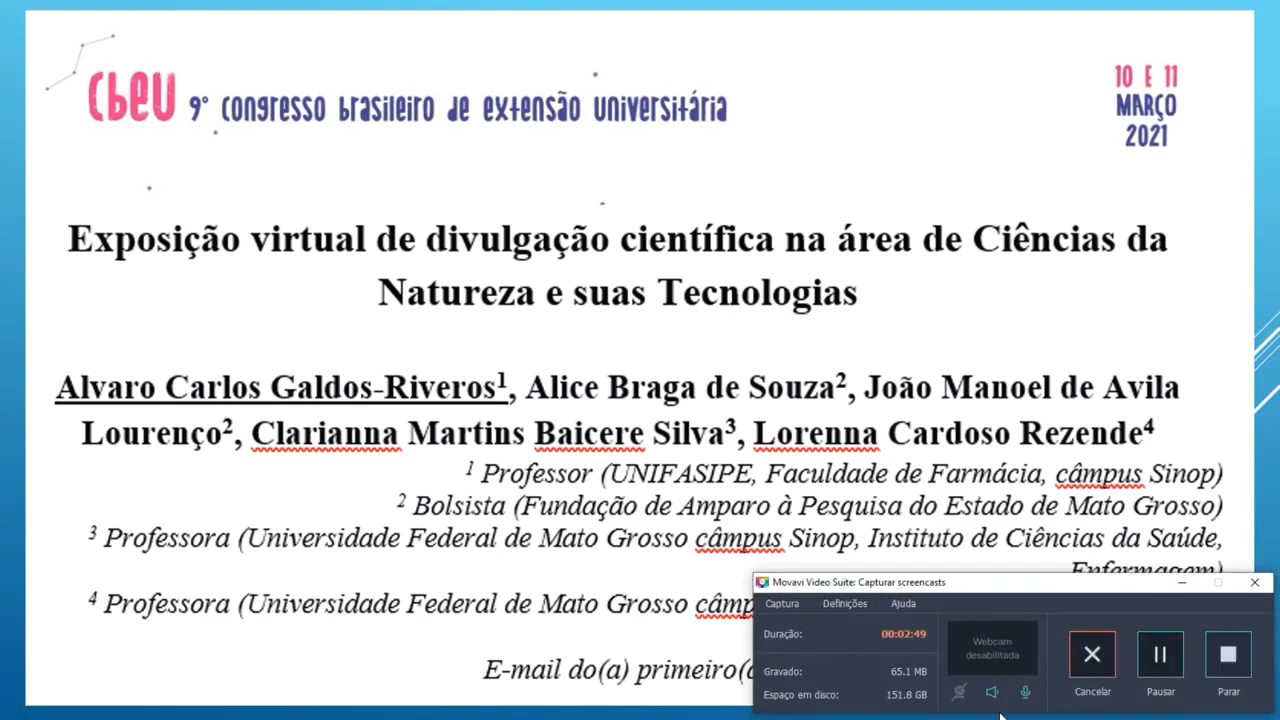 cbeu 9° congresso brasileiro de extensão universitária
10 E 11
MARÇO
2021
Exposição virtual de divulgação científica na área de Ciências da
Natureza e suas Tecnologias
Alvaro Carlos Galdos-Riveros¹, Alice Braga de Souza², João Manoel de Avila
Lourenço², Clarianna Martins Baicere Silva³, Lorenna Cardoso Rezende⁴
¹ Professor (UNIFASIPE, Faculdade de Farmácia, câmpus Sinop)
² Bolsista (Fundação de Amparo à Pesquisa do Estado de Mato Grosso)
³ Professora (Universidade Federal de Mato Grosso câmpus Sinop, Instituto de Ciências da Saúde,
Enfermagem)
⁴ Professora (Universidade Federal de Mato Grosso câmp
E-mail do(a) primeiro(
Movavi Video Suite: Capturar screencasts
Captura Definições Ajuda
Duração: 00:02:49
Gravado: 65.1 MB
Espaço em disco: 151.8 GB
Webcam
desabilitada
Cancelar Pausar Parar